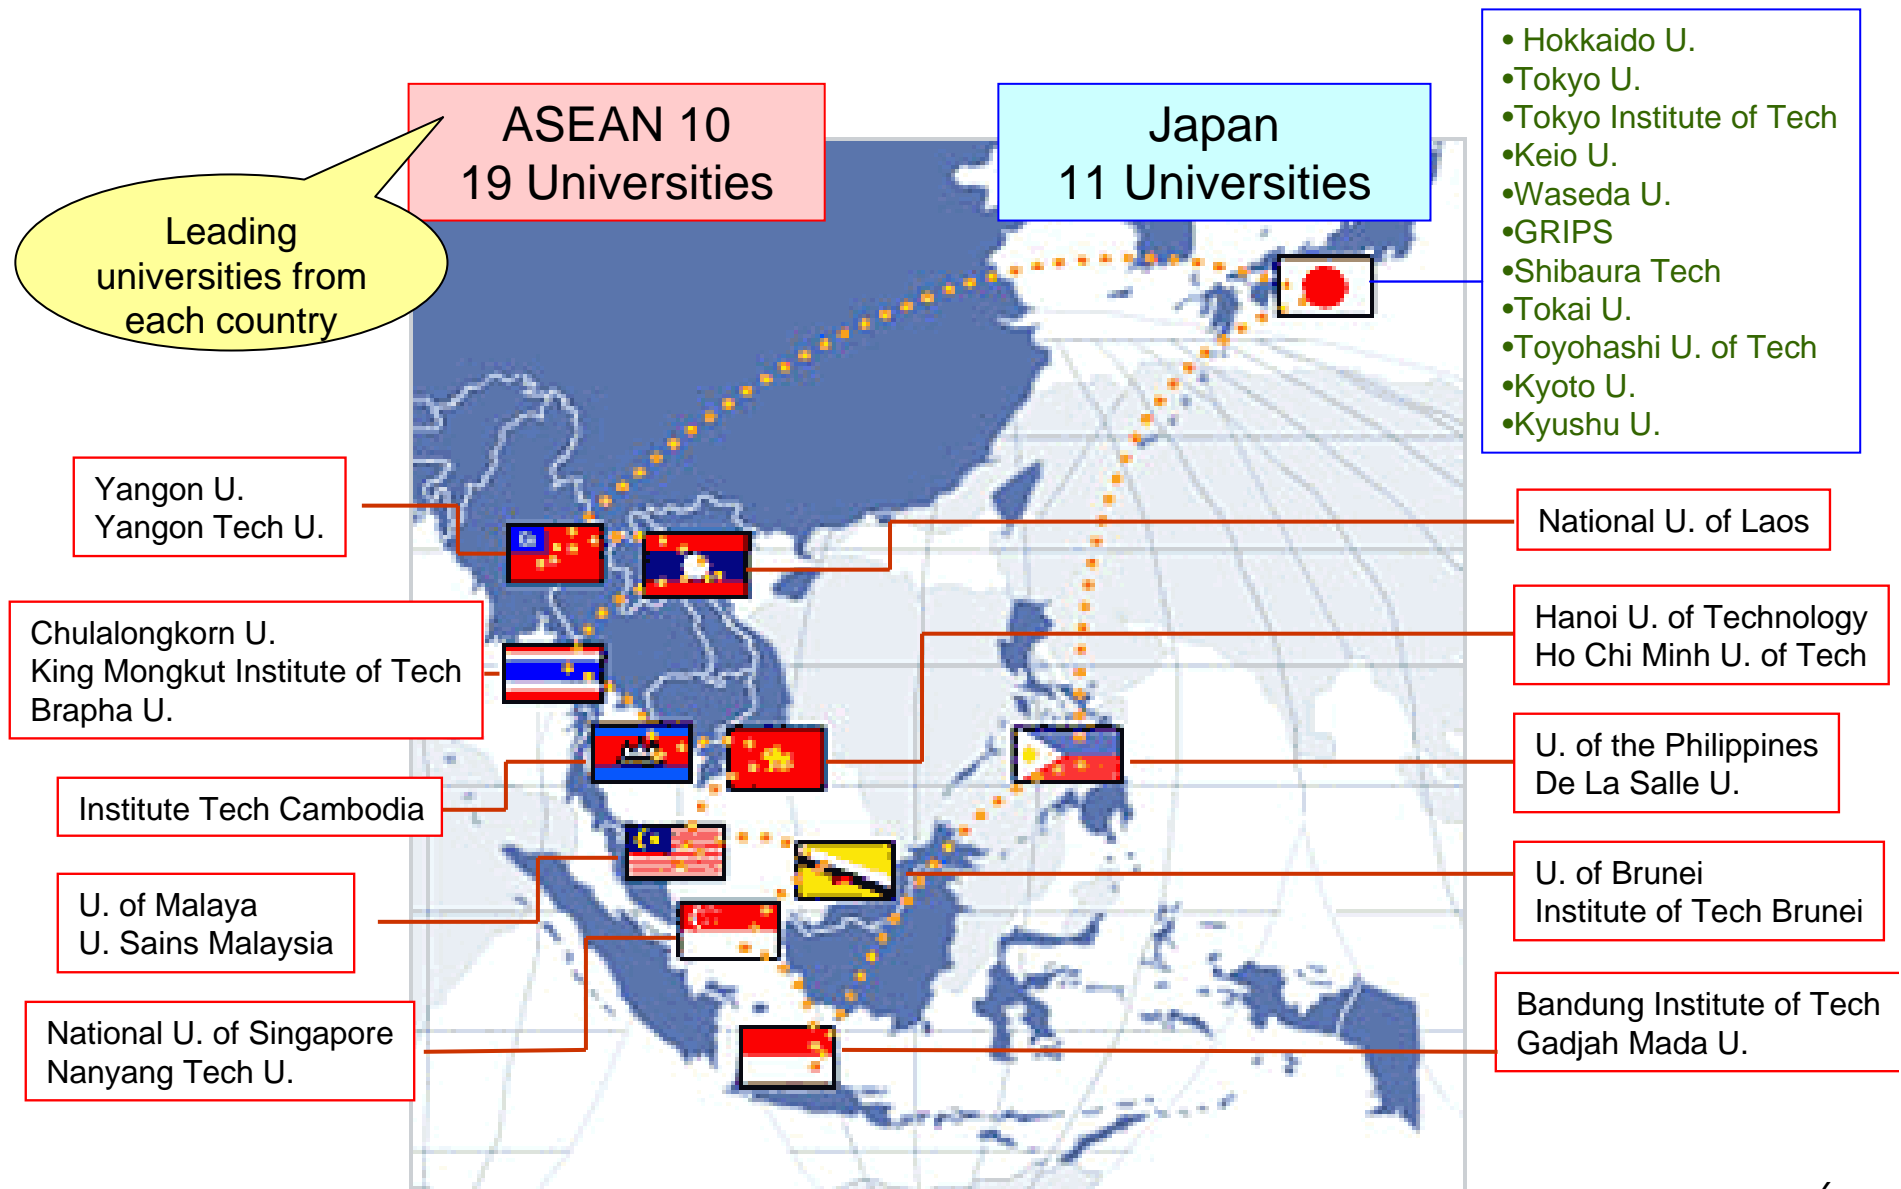 ASEAN 10
19 Universities
Japan
11 Universities
Leading
universities from
each country
• Hokkaido U.
•Tokyo U.
•Tokyo Institute of Tech
•Keio U.
•Waseda U.
•GRIPS
•Shibaura Tech
•Tokai U.
•Toyohashi U. of Tech
•Kyoto U.
•Kyushu U.
Yangon U.
Yangon Tech U.
Chulalongkorn U.
King Mongkut Institute of Tech
Brapha U.
Institute Tech Cambodia
U. of Malaya
U. Sains Malaysia
National U. of Singapore
Nanyang Tech U.
National U. of Laos
Hanoi U. of Technology
Ho Chi Minh U. of Tech
U. of the Philippines
De La Salle U.
U. of Brunei
Institute of Tech Brunei
Bandung Institute of Tech
Gadjah Mada U.